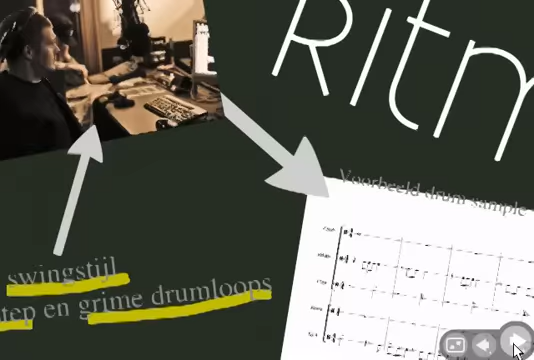 Ritm
Voorbeeld drum sample
swingstijl
tep en grime drumloops